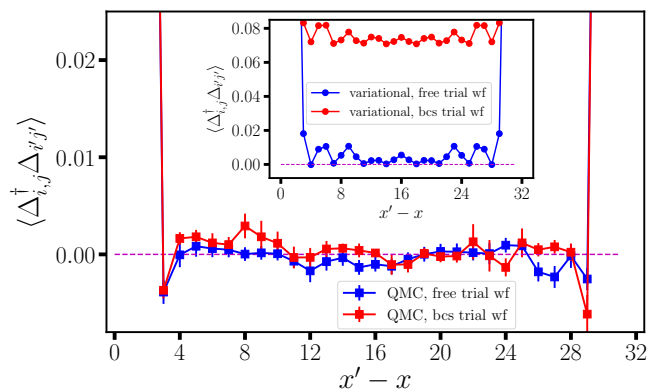 0.08
0.06
0.04
0.02
0.00
⟨Δ†i,jΔi′j′⟩
variational, free trial wf
variational, bcs trial wf
0 8 16 24 32
x′ − x
0.02
0.01
0.00
⟨Δ†i,jΔi′j′⟩
QMC, free trial wf
QMC, bcs trial wf
0 4 8 12 16 20 24 28 32
x′ − x